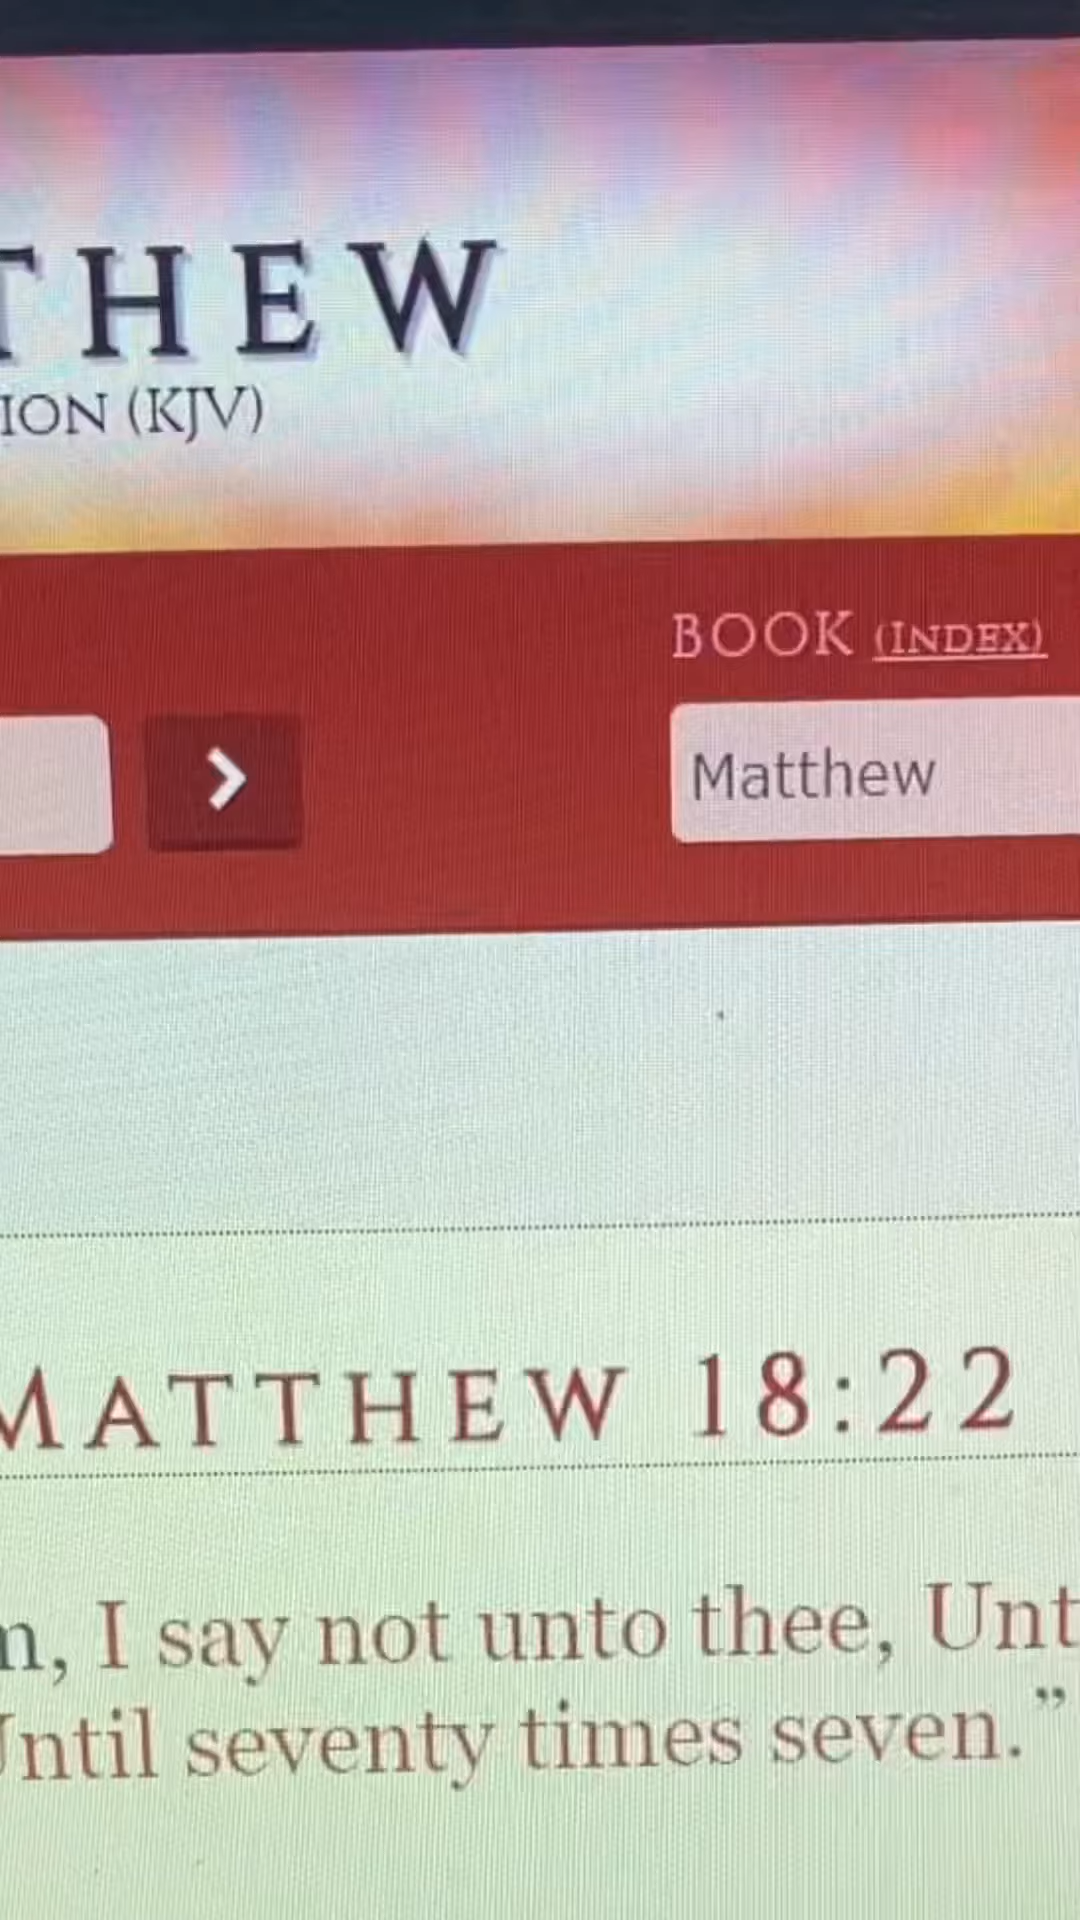 THEW
ION (KJV)
BOOK (INDEX)
Matthew
MATTHEW 18:22
n, I say not unto thee, Unt
Until seventy times seven.”